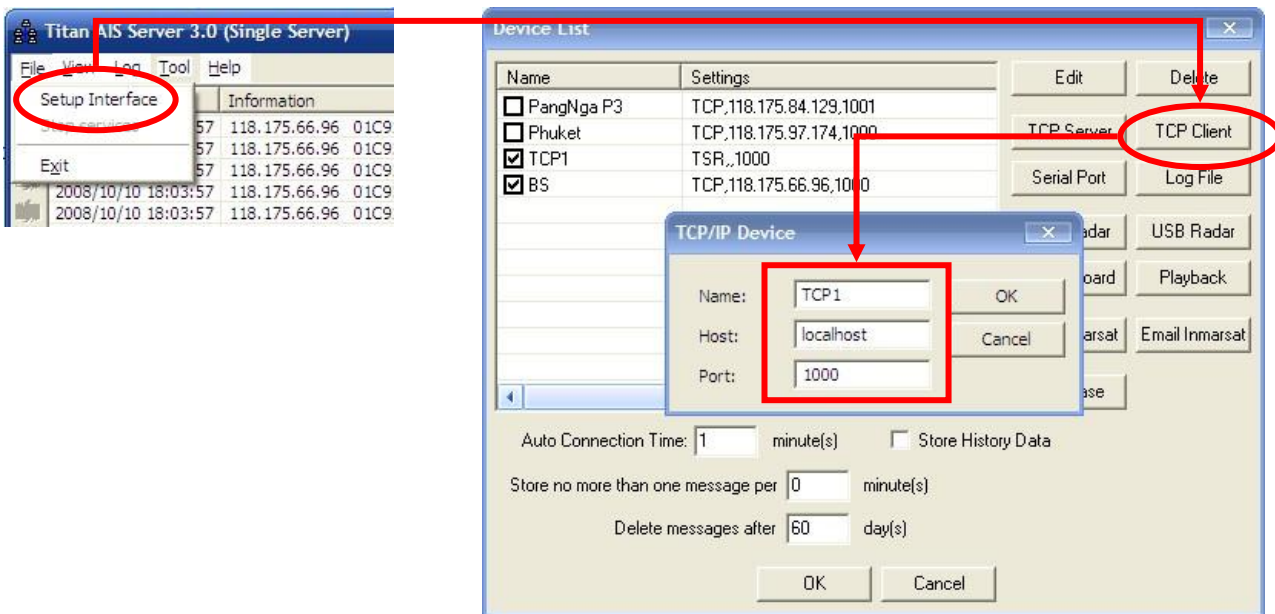 Titan AIS Server 3.0 (Single Server)
File View Log Tool Help
Setup Interface
Information
Stop services
57 118.175.66.96 01C9
57 118.175.66.96 01C9
Exit
57 118.175.66.96 01C9
2008/10/10 18:03:57 118.175.66.96 01C9
2008/10/10 18:03:57 118.175.66.96 01C9
Device List
Name Settings
PangNga P3 TCP,118.175.84.129,1001
Phuket TCP,118.175.97.174,1000
TCP1 TSR,,1000
BS TCP,118.175.66.96,1000
Edit Delete
TCP Server TCP Client
Serial Port Log File
adar USB Radar
oard Playback
arsat Email Inmarsat
ase
TCP/IP Device
Name: TCP1 OK
Host: localhost Cancel
Port: 1000
Auto Connection Time: 1 minute(s) Store History Data
Store no more than one message per 0 minute(s)
Delete messages after 60 day(s)
OK Cancel